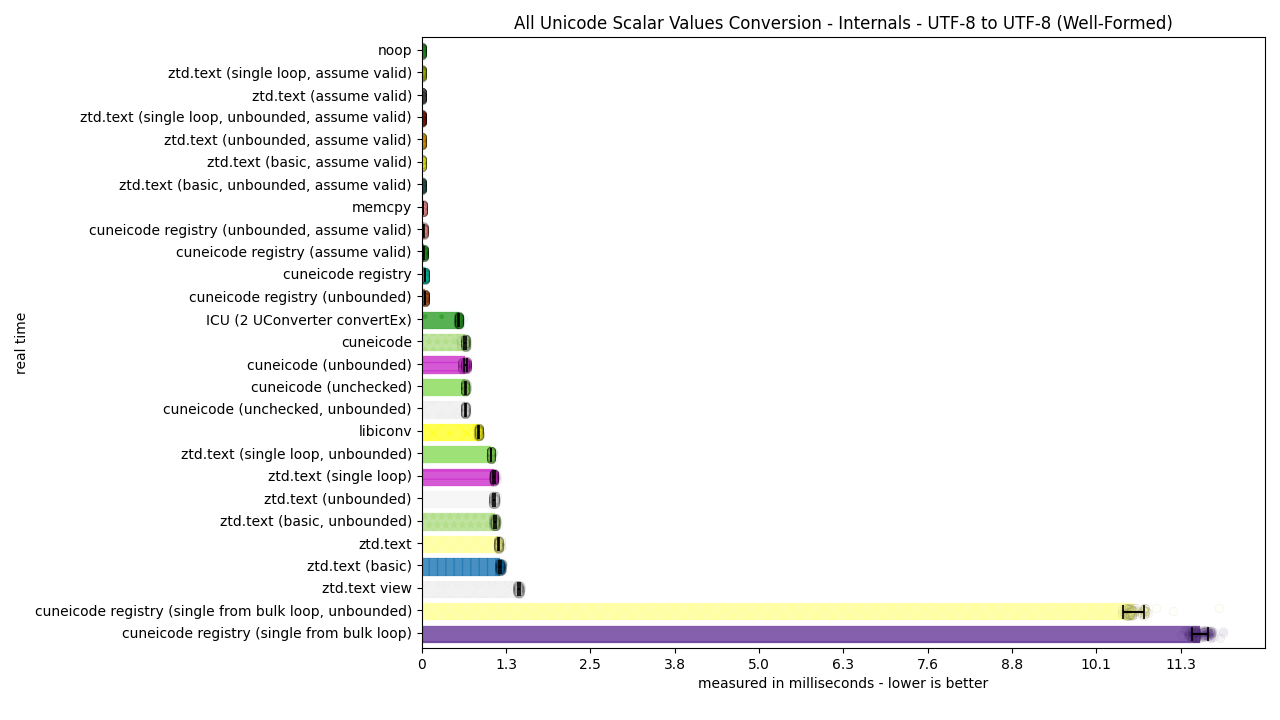 All Unicode Scalar Values Conversion - Internals - UTF-8 to UTF-8 (Well-Formed)
real time
noop
ztd.text (single loop, assume valid)
ztd.text (assume valid)
ztd.text (single loop, unbounded, assume valid)
ztd.text (unbounded, assume valid)
ztd.text (basic, assume valid)
ztd.text (basic, unbounded, assume valid)
memcpy
cuneicode registry (unbounded, assume valid)
cuneicode registry (assume valid)
cuneicode registry
cuneicode registry (unbounded)
ICU (2 UConverter convertEx)
cuneicode
cuneicode (unbounded)
cuneicode (unchecked)
cuneicode (unchecked, unbounded)
libiconv
ztd.text (single loop, unbounded)
ztd.text (single loop)
ztd.text (unbounded)
ztd.text (basic, unbounded)
ztd.text
ztd.text (basic)
ztd.text view
cuneicode registry (single from bulk loop, unbounded)
cuneicode registry (single from bulk loop)
0 1.3 2.5 3.8 5.0 6.3 7.6 8.8 10.1 11.3
measured in milliseconds - lower is better